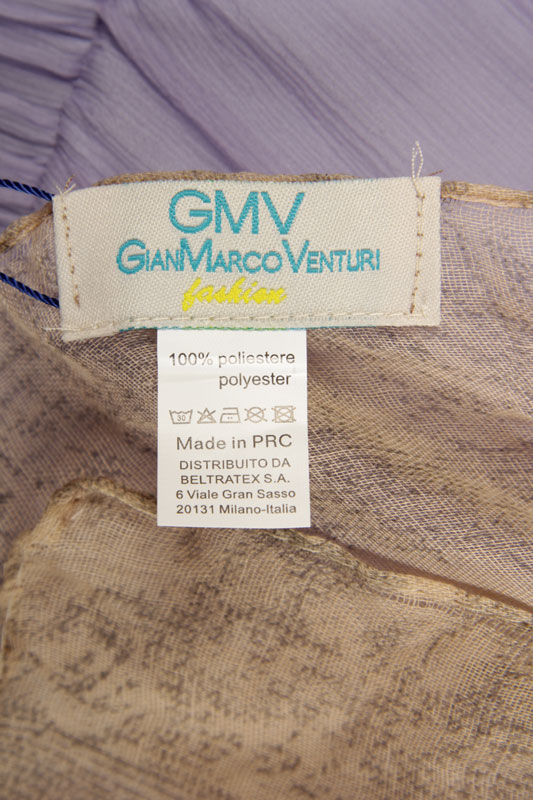 GMV
GIANMARCOVENTURI
fashion
100% poliestere
polyester
30
Made in PRC
DISTRIBUITO DA
BELTRATEX S.A.
6 Viale Gran Sasso
20131 Milano-Italia